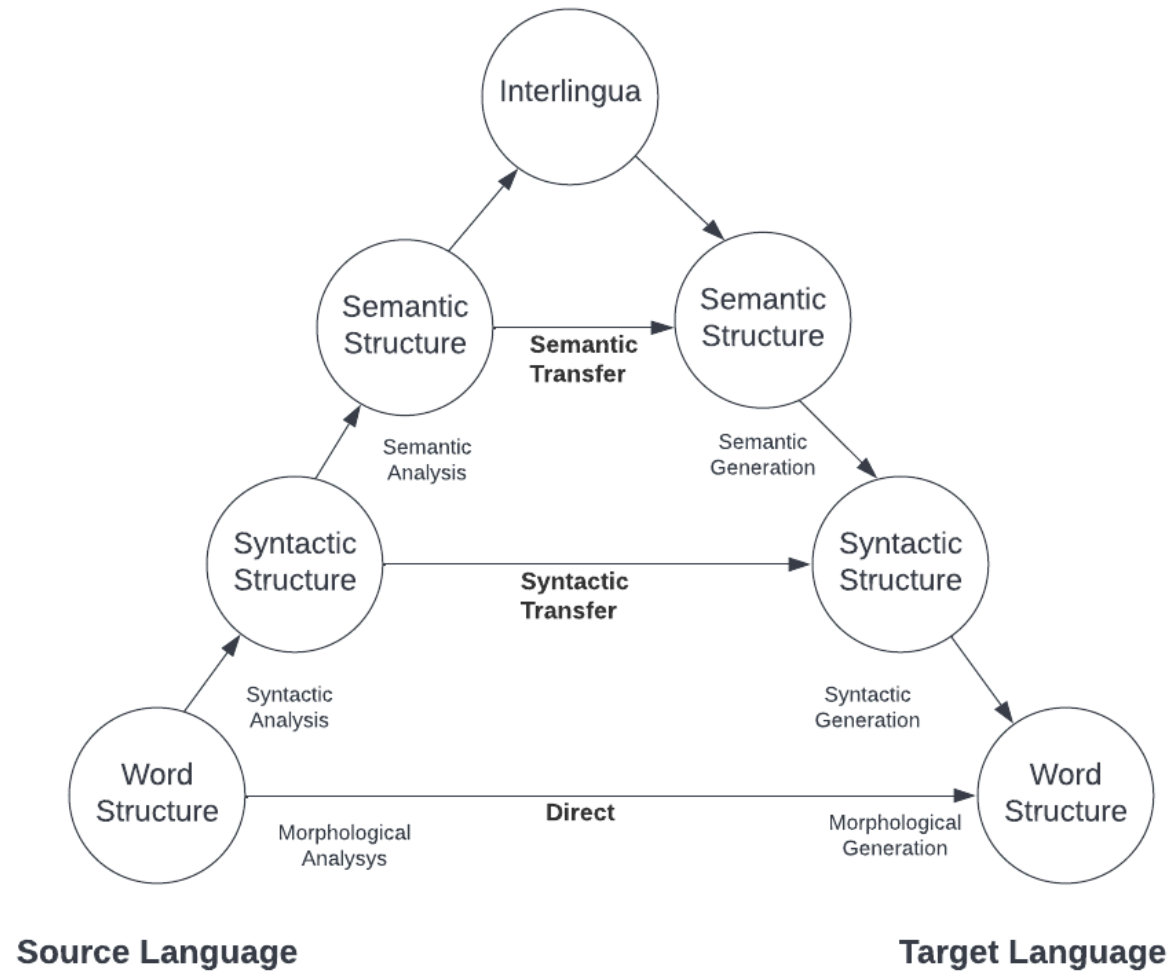 Interlingua
Semantic
Structure
Semantic
Structure
Semantic
Transfer
Semantic
Analysis
Semantic
Generation
Syntactic
Structure
Syntactic
Structure
Syntactic
Transfer
Syntactic
Analysis
Syntactic
Generation
Word
Structure
Word
Structure
Direct
Morphological
Analysys
Morphological
Generation
Source Language
Target Language